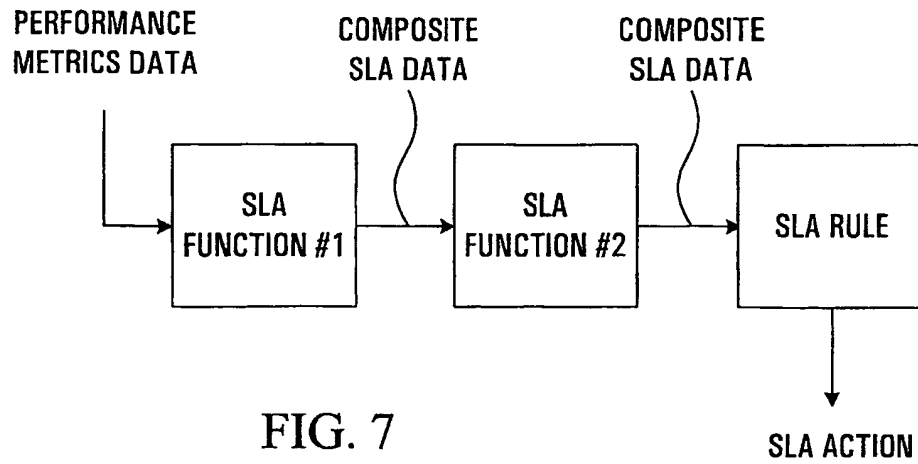 PERFORMANCE
METRICS DATA
COMPOSITE
SLA DATA
COMPOSITE
SLA DATA
SLA
FUNCTION #1
SLA
FUNCTION #2
SLA RULE
FIG. 7
SLA ACTION